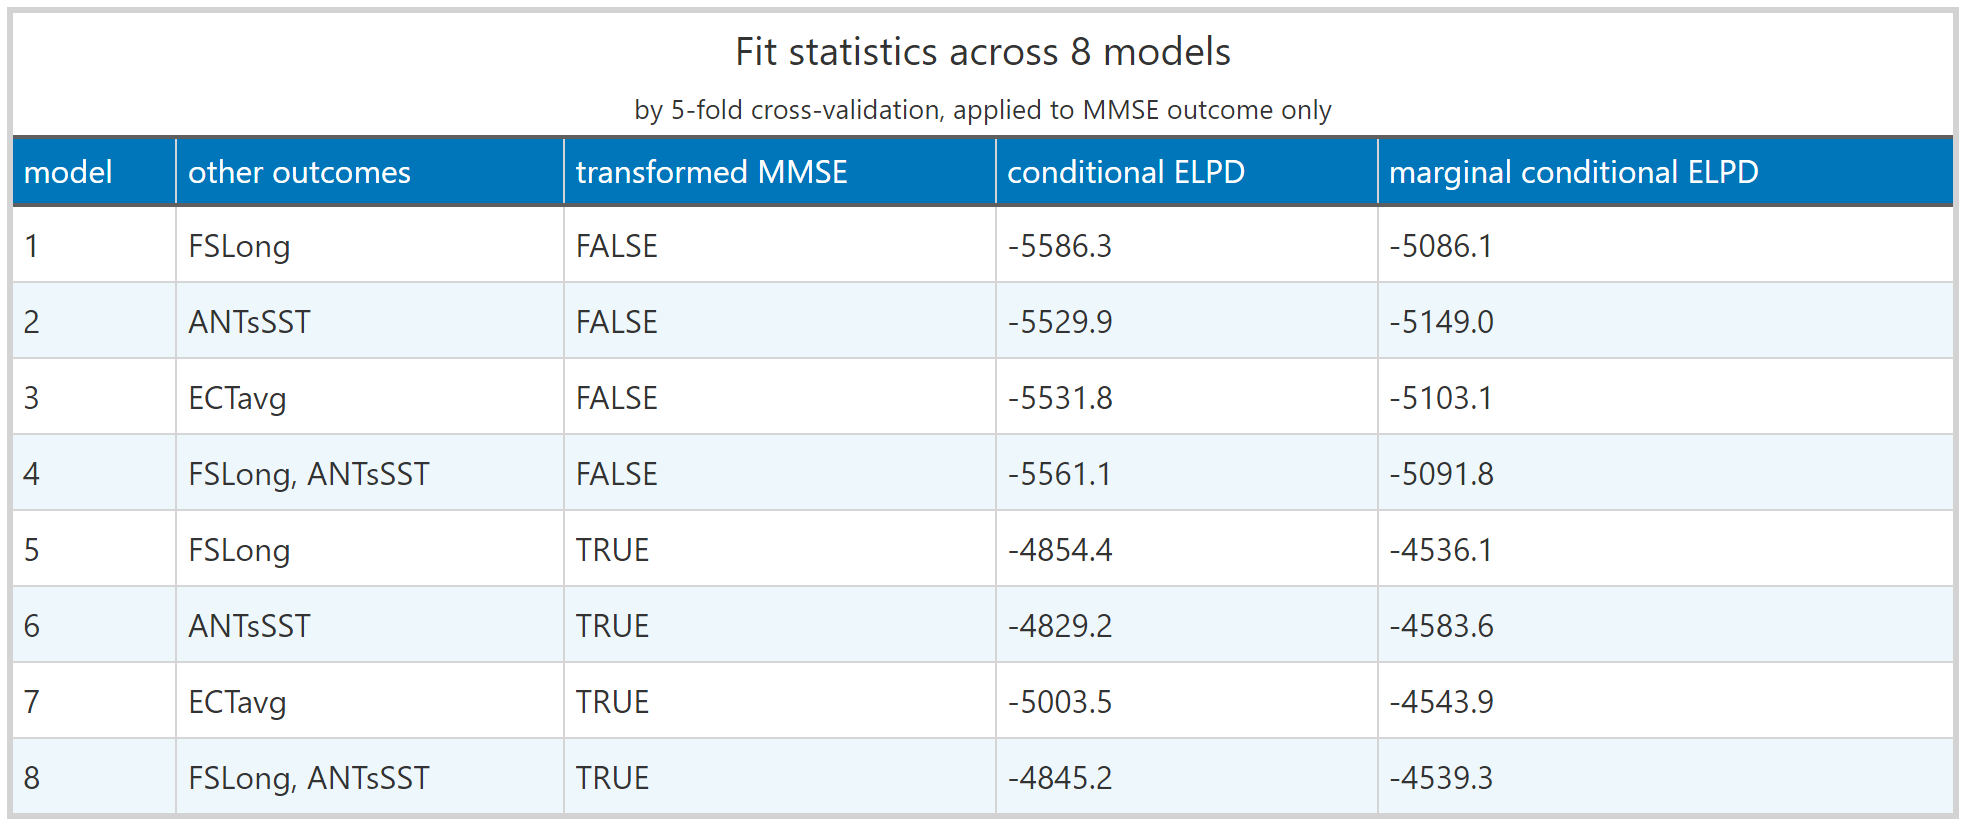 Fit statistics across 8 models
by 5-fold cross-validation, applied to MMSE outcome only
model other outcomes transformed MMSE conditional ELPD marginal conditional ELPD
1 FSLong FALSE -5586.3 -5086.1
2 ANTsSST FALSE -5529.9 -5149.0
3 ECTavg FALSE -5531.8 -5103.1
4 FSLong, ANTsSST FALSE -5561.1 -5091.8
5 FSLong TRUE -4854.4 -4536.1
6 ANTsSST TRUE -4829.2 -4583.6
7 ECTavg TRUE -5003.5 -4543.9
8 FSLong, ANTsSST TRUE -4845.2 -4539.3